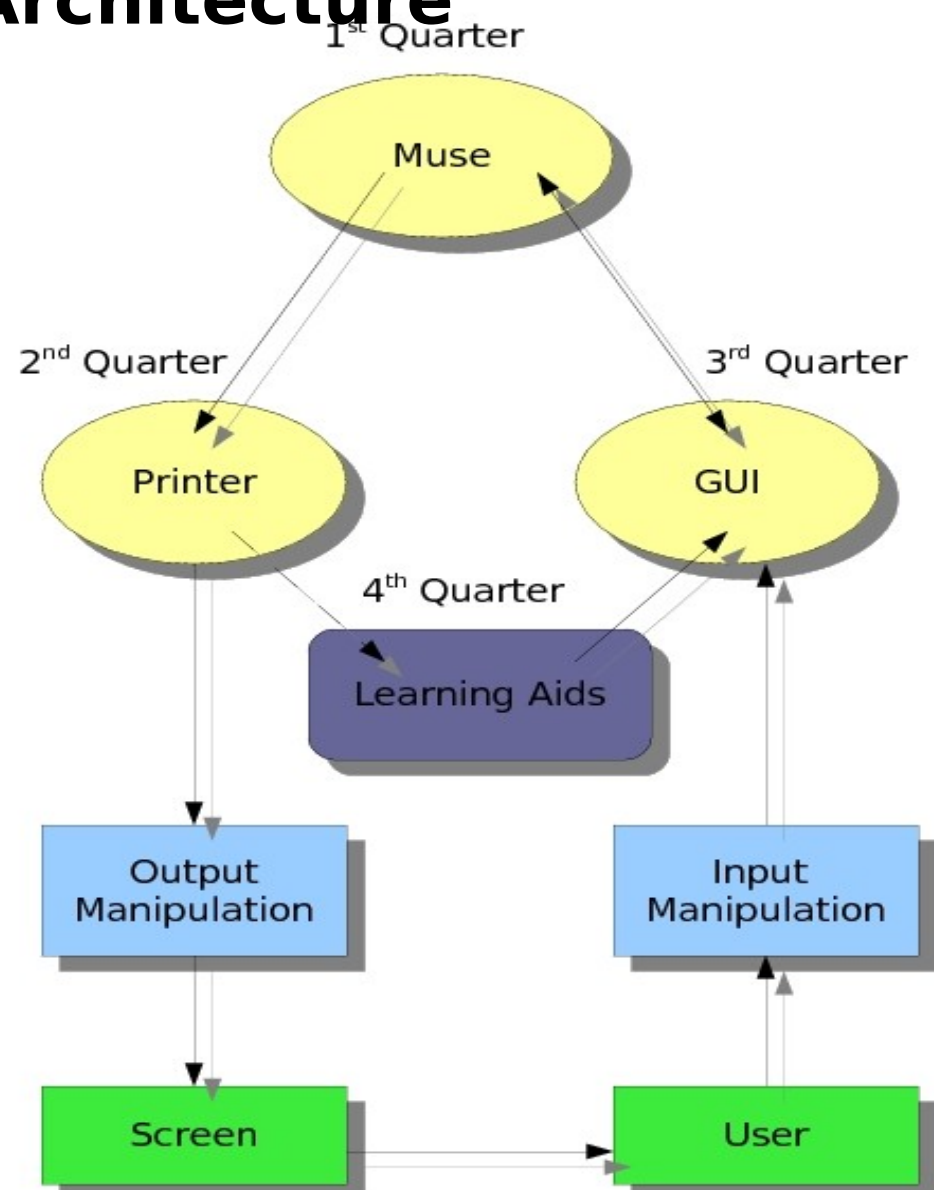 Architecture
1st Quarter
Muse
2nd Quarter
3rd Quarter
Printer
GUI
4th Quarter
Learning Aids
Output
Manipulation
Input
Manipulation
Screen
User